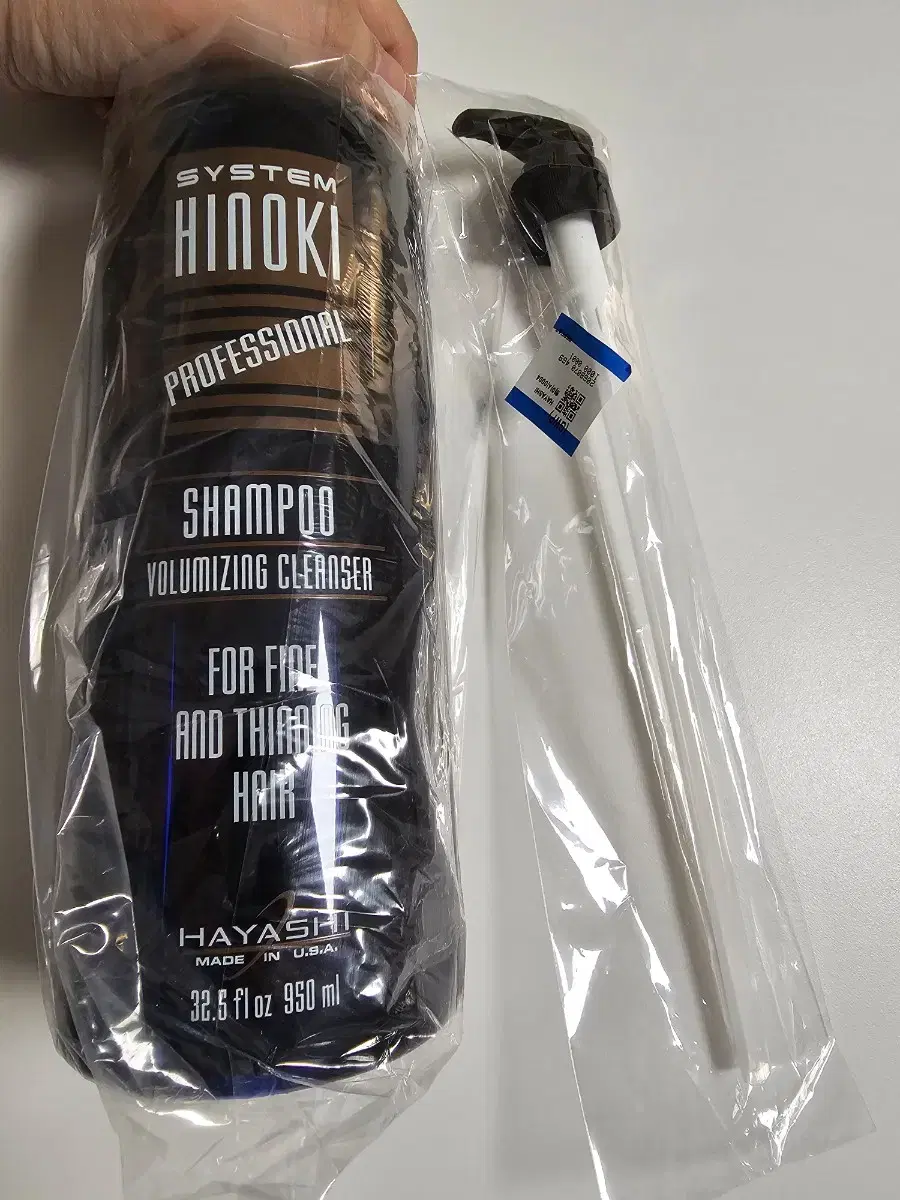 SYSTEM
HINOKI
PROFESSIONAL
SHAMPOO
VOLUMIZING CLEANSER
FOR FINE
AND THINNING
HAIR
HAYASHI
MADE IN U.S.A.
32.5 fl oz 950 ml
HAYASHI